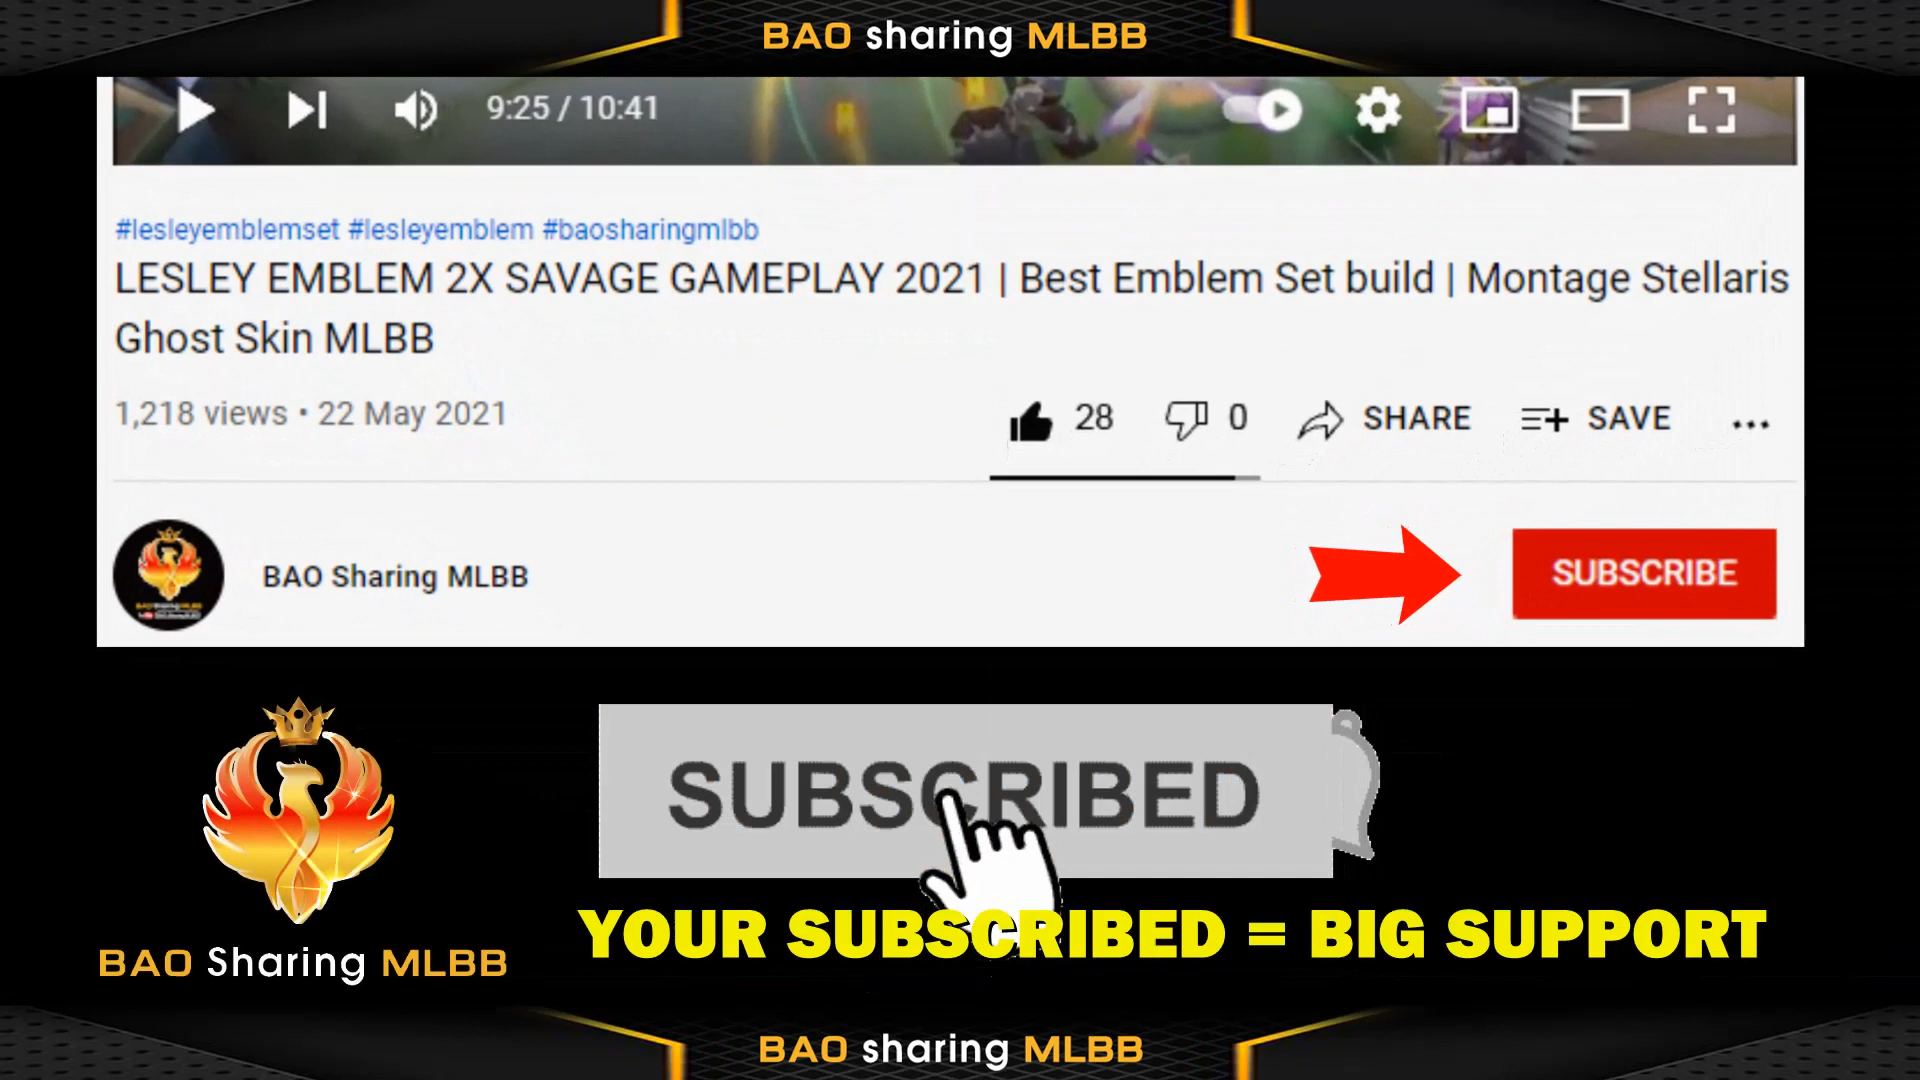 BAO sharing MLBB
9:25 / 10:41
#lesleyemblemset #lesleyemblem #baosharingmlbb
LESLEY EMBLEM 2X SAVAGE GAMEPLAY 2021 | Best Emblem Set build | Montage Stellaris
Ghost Skin MLBB
1,218 views • 22 May 2021
28 0 SHARE SAVE ...
BAO Sharing MLBB
SUBSCRIBE
SUBSCRIBED
YOUR SUBSCRIBED = BIG SUPPORT
BAO Sharing MLBB
BAO sharing MLBB